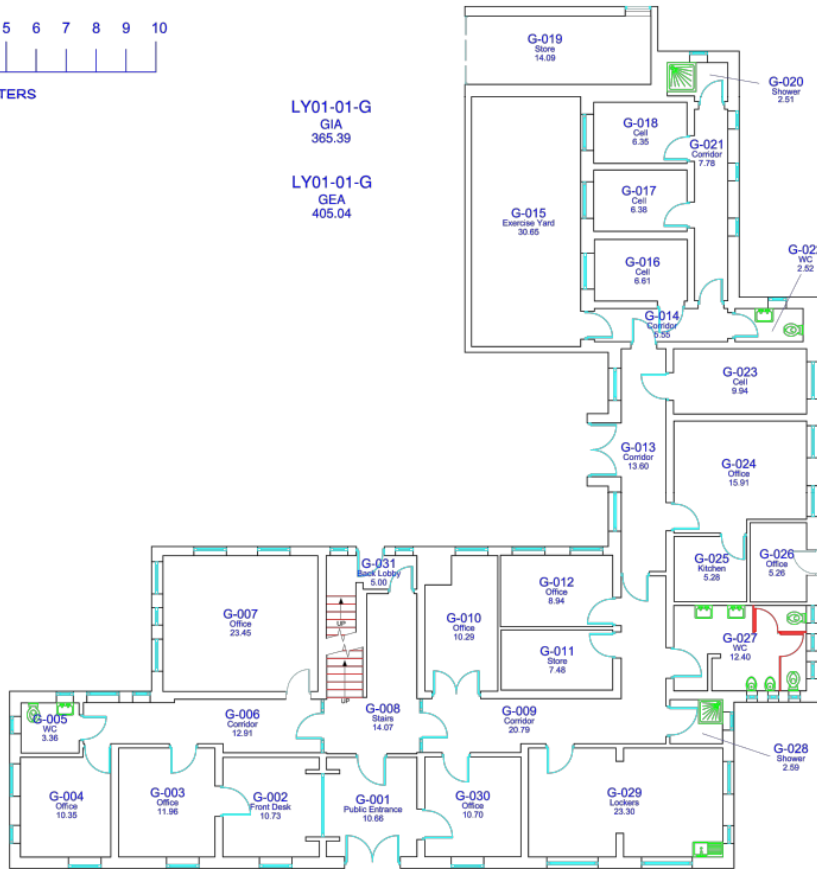 5 6 7 8 9 10
TERS
LY01-01-G
GIA
365.39
LY01-01-G
GEA
405.04
G-019
Store
14.09
G-020
Shower
2.51
G-018
Cell
6.35
G-021
Corridor
7.78
G-017
Cell
6.38
G-015
Exercise Yard
30.65
G-016
Cell
6.61
G-022
WC
2.52
G-014
Corridor
5.55
G-023
Cell
9.94
G-013
Corridor
13.60
G-024
Office
15.91
G-025
Kitchen
5.28
G-026
Office
5.26
G-031
Back Lobby
5.00
G-012
Office
8.94
G-007
Office
23.45
UP
G-010
Office
10.29
G-011
Store
7.48
G-027
WC
12.40
UP
G-005
WC
3.36
G-006
Corridor
12.91
G-008
Stairs
14.07
G-009
Corridor
20.79
G-028
Shower
2.59
G-004
Office
10.35
G-003
Office
11.96
G-002
Front Desk
10.73
G-001
Public Entrance
10.66
G-030
Office
10.70
G-029
Lockers
23.30